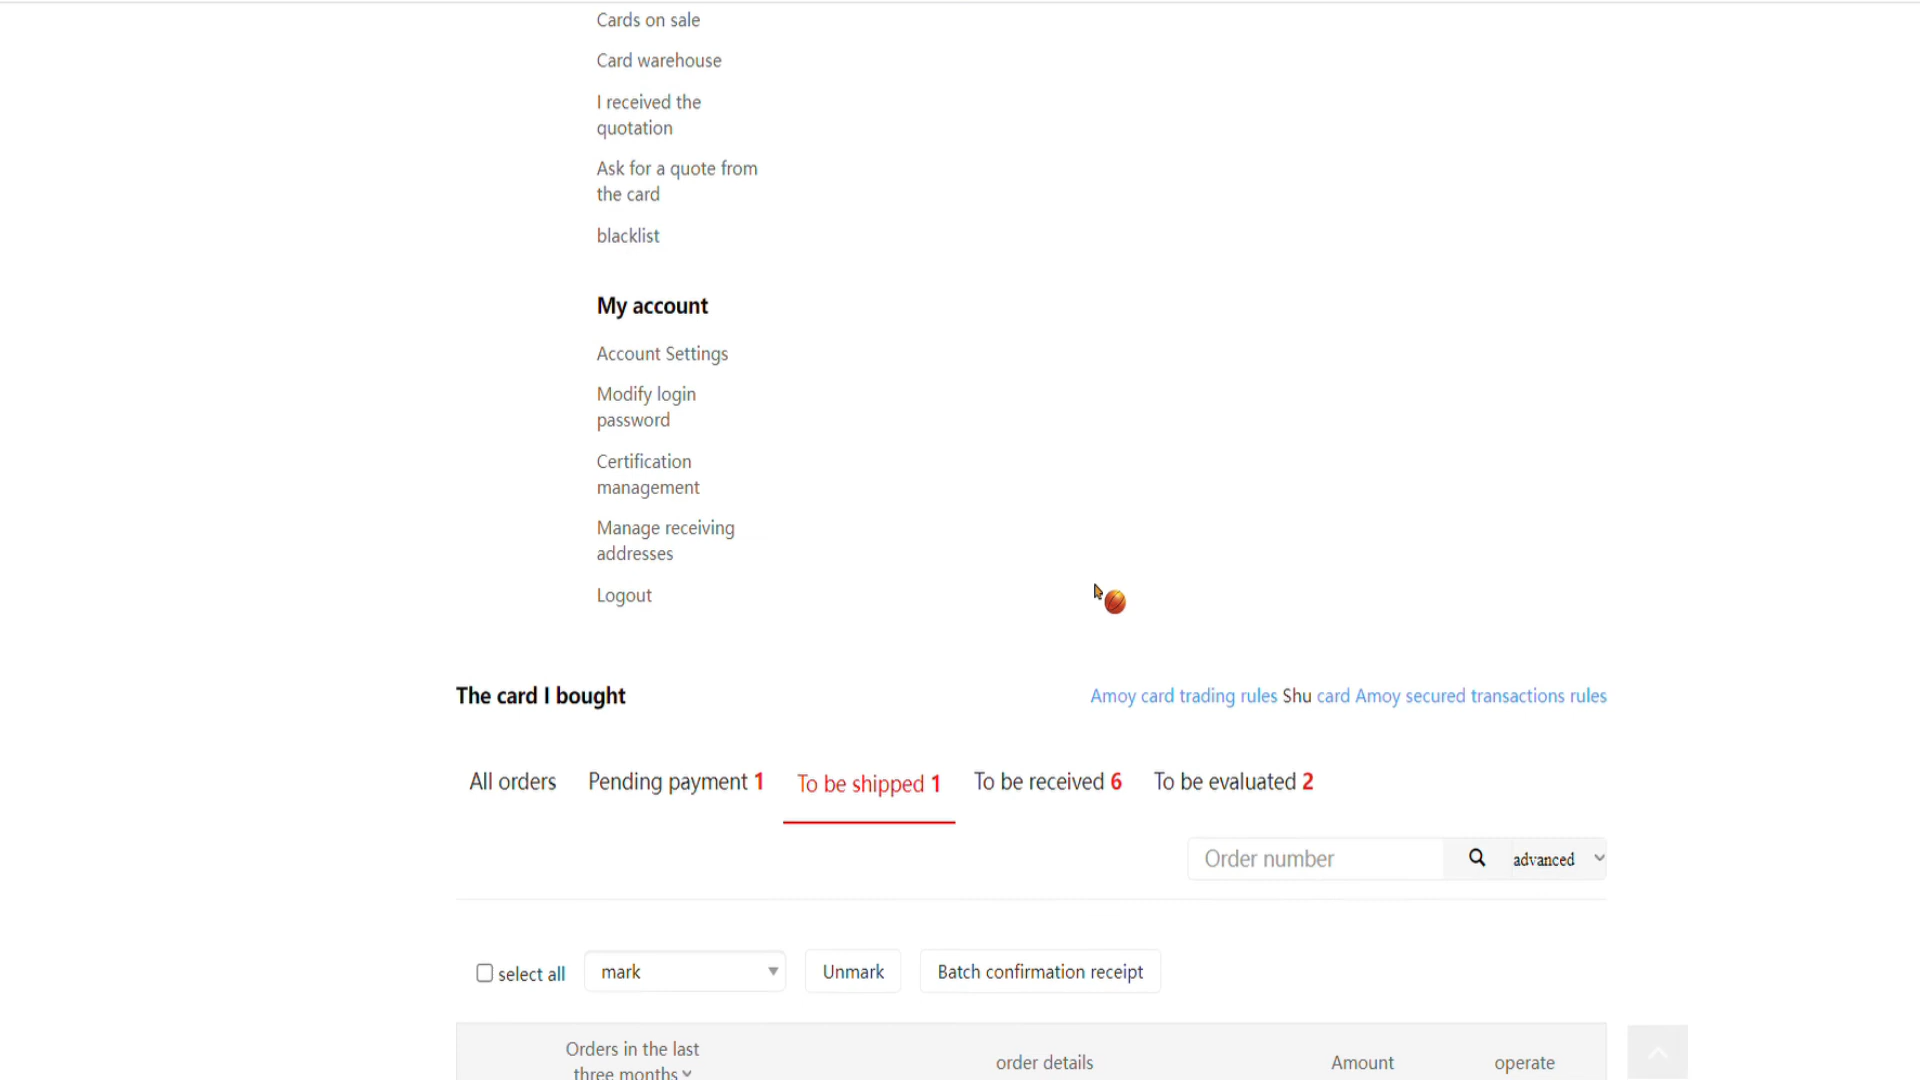 Cards on sale
Card warehouse
I received the
quotation
Ask for a quote from
the card
blacklist
My account
Account Settings
Modify login
password
Certification
management
Manage receiving
addresses
Logout
The card I bought
Amoy card trading rules Shu card Amoy secured transactions rules
All orders Pending payment 1 To be shipped 1 To be received 6 To be evaluated 2
Order number advanced
select all mark Unmark Batch confirmation receipt
Orders in the last
three months
order details Amount operate